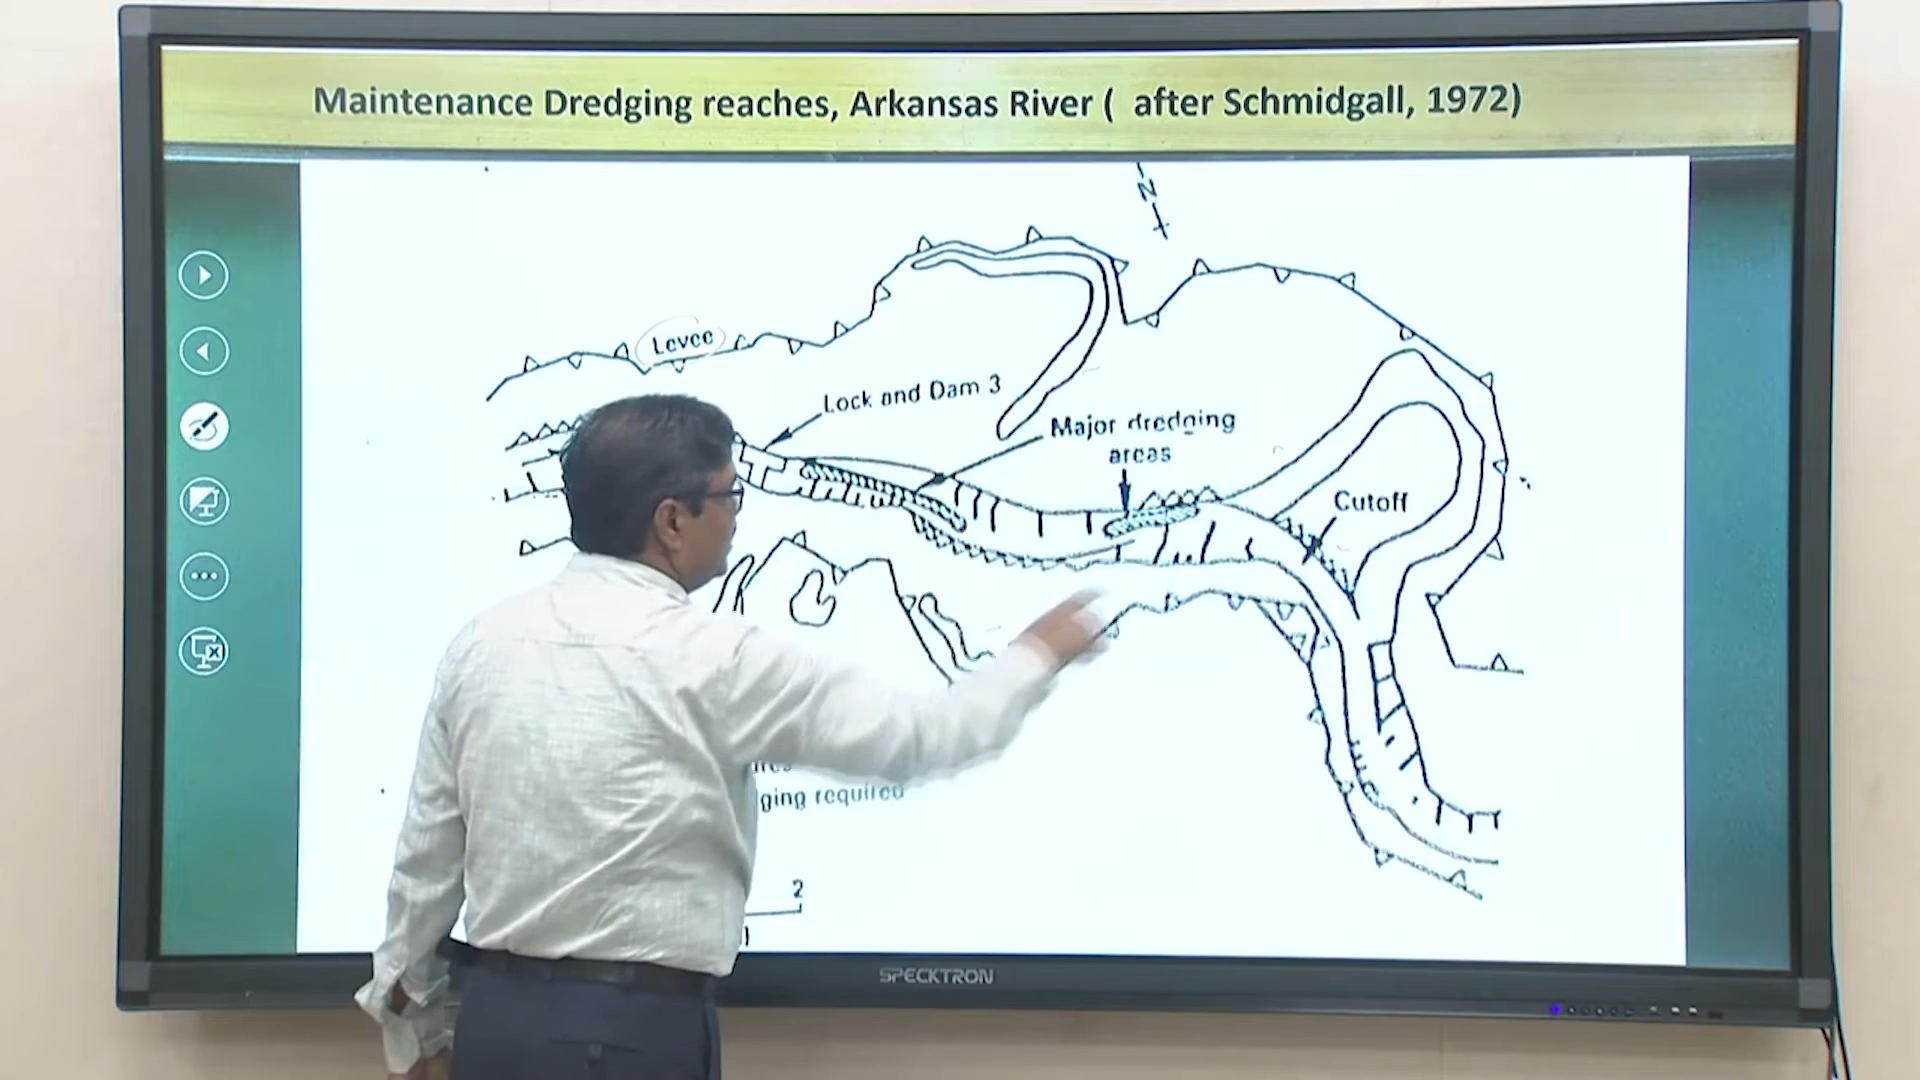 Maintenance Dredging reaches, Arkansas River ( after Schmidgall, 1972)
N
Levee
Lock and Dam 3
Major dredging
areas
Cutoff
ging required
2
SPECKTRON